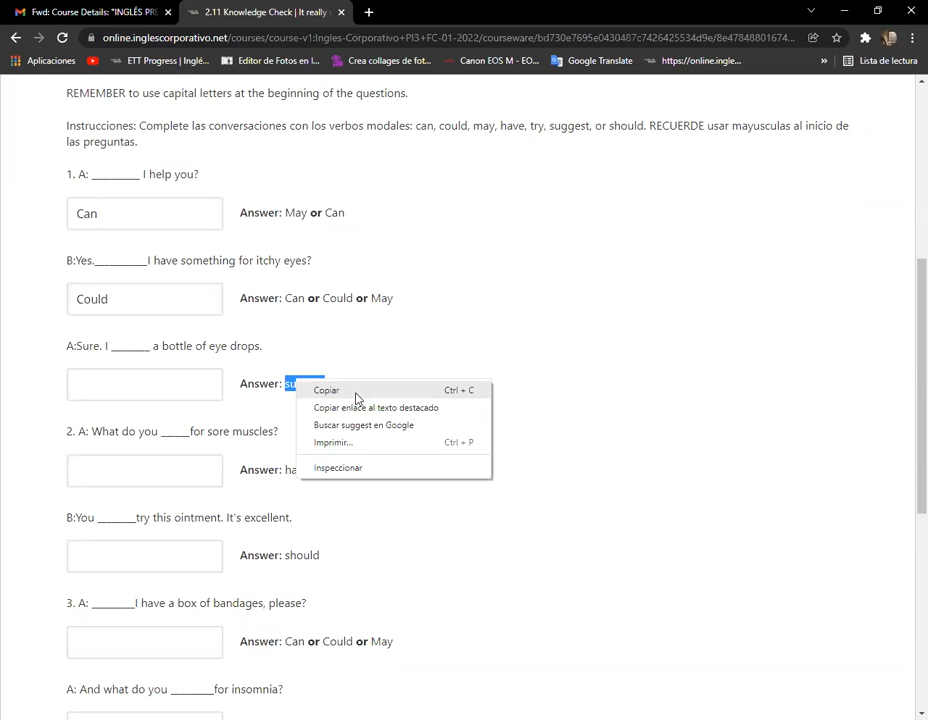 Fwd: Course Details: "INGLÉS PRE
2.11 Knowledge Check | It really
online.inglescorporativo.net/courses/course-v1:Ingles-Corporativo+PI3+FC-01-2022/courseware/bd730e7695e0430487c7426425534d9e/8e47848801674...
Aplicaciones
ETT Progress | Inglé...
Editor de Fotos en l...
Crea collages de fot...
Canon EOS M - EO...
Google Translate
https://online.ingle...
»
Lista de lectura
REMEMBER to use capital letters at the beginning of the questions.
Instrucciones: Complete las conversaciones con los verbos modales: can, could, may, have, try, suggest, or should. RECUERDE usar mayusculas al inicio de
las preguntas.
1. A: __________ I help you?
Can
Answer: May or Can
B:Yes.___________I have something for itchy eyes?
Could
Answer: Can or Could or May
A:Sure. I ________ a bottle of eye drops.
Answer: su
Copiar Ctrl + C
Copiar enlace al texto destacado
Buscar suggest en Google
Imprimir... Ctrl + P
Inspeccionar
2. A: What do you ______for sore muscles?
Answer: ha
B:You ________try this ointment. It's excellent.
Answer: should
3. A: _________I have a box of bandages, please?
Answer: Can or Could or May
A: And what do you _________for insomnia?